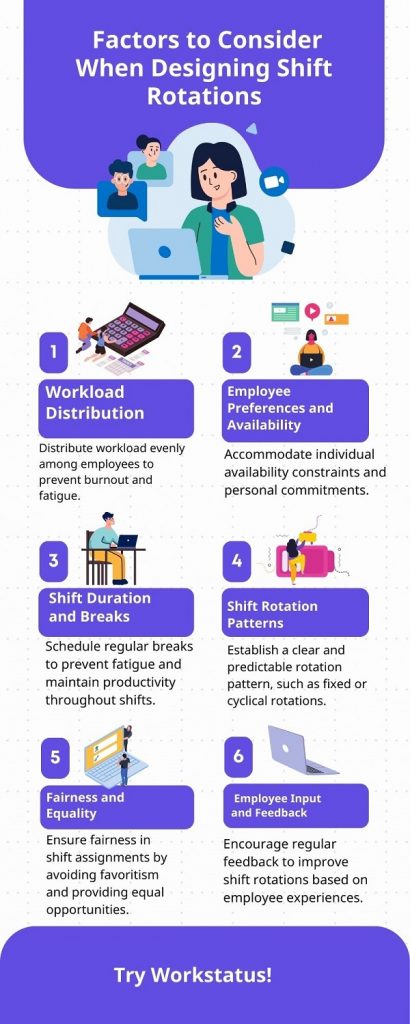 Factors to Consider
When Designing Shift
Rotations
1
Workload
Distribution
Distribute workload evenly
among employees to
prevent burnout and
fatigue.
2
Employee
Preferences and
Availability
Accommodate individual
availability constraints and
personal commitments.
3
Shift Duration
and Breaks
Schedule regular breaks
to prevent fatigue and
maintain productivity
throughout shifts.
4
Shift Rotation
Patterns
Establish a clear and
predictable rotation
pattern, such as fixed or
cyclical rotations.
5
Fairness and
Equality
Ensure fairness in
shift assignments by
avoiding favoritism
and providing equal
opportunities.
6
Employee Input
and Feedback
Encourage regular
feedback to improve
shift rotations based on
employee experiences.
Try Workstatus!